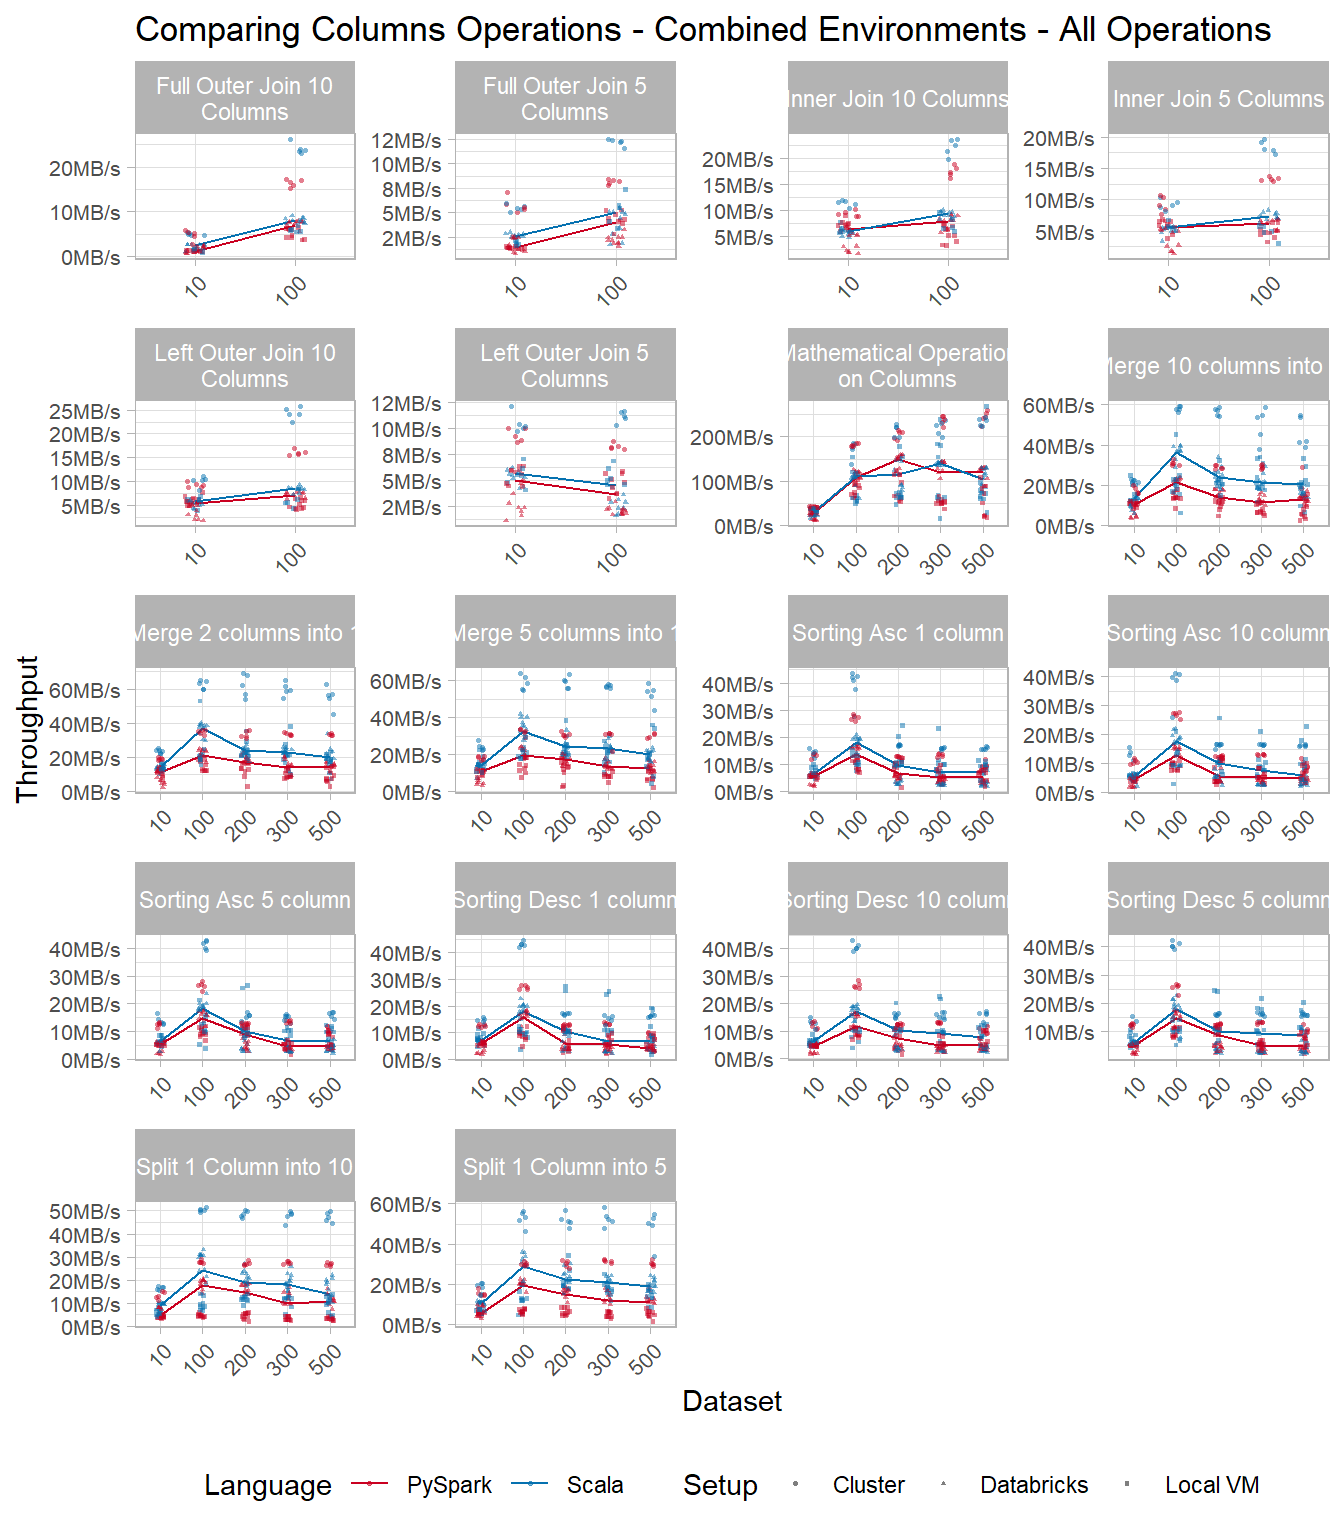 Comparing Columns Operations - Combined Environments - All Operations
Full Outer Join 10
Columns
Full Outer Join 5
Columns
Inner Join 10 Columns
Inner Join 5 Columns
20MB/s
10MB/s
0MB/s
10
100
12MB/s
10MB/s
8MB/s
5MB/s
2MB/s
10
100
20MB/s
15MB/s
10MB/s
5MB/s
10
100
20MB/s
15MB/s
10MB/s
5MB/s
10
100
Left Outer Join 10
Columns
Left Outer Join 5
Columns
Mathematical Operation
on Columns
Merge 10 columns into
25MB/s
20MB/s
15MB/s
10MB/s
5MB/s
10
100
12MB/s
10MB/s
8MB/s
5MB/s
2MB/s
10
100
200MB/s
100MB/s
0MB/s
10
100
200
300
500
60MB/s
40MB/s
20MB/s
0MB/s
10
100
200
300
500
Throughput
Merge 2 columns into 1
Merge 5 columns into 1
Sorting Asc 1 column
Sorting Asc 10 column
60MB/s
40MB/s
20MB/s
0MB/s
10
100
200
300
500
60MB/s
40MB/s
20MB/s
0MB/s
10
100
200
300
500
40MB/s
30MB/s
20MB/s
10MB/s
0MB/s
10
100
200
300
500
40MB/s
30MB/s
20MB/s
10MB/s
0MB/s
10
100
200
300
500
Sorting Asc 5 column
Sorting Desc 1 column
Sorting Desc 10 colum
Sorting Desc 5 column
40MB/s
30MB/s
20MB/s
10MB/s
0MB/s
10
100
200
300
500
40MB/s
30MB/s
20MB/s
10MB/s
0MB/s
10
100
200
300
500
40MB/s
30MB/s
20MB/s
10MB/s
0MB/s
10
100
200
300
500
40MB/s
30MB/s
20MB/s
10MB/s
10
100
200
300
500
Split 1 Column into 10
Split 1 Column into 5
50MB/s
40MB/s
30MB/s
20MB/s
10MB/s
0MB/s
10
100
200
300
500
60MB/s
40MB/s
20MB/s
0MB/s
10
100
200
300
500
Dataset
Language PySpark Scala Setup Cluster Databricks Local VM